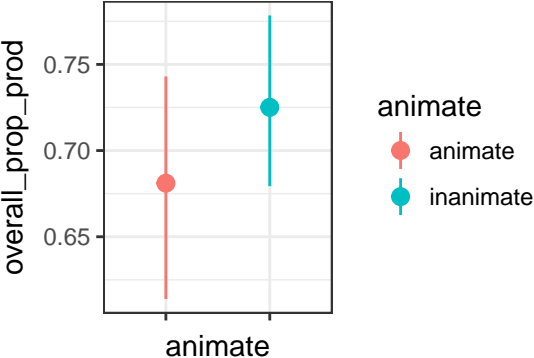 overall_prop_prod
0.75
0.70
0.65
animate
animate
animate
inanimate